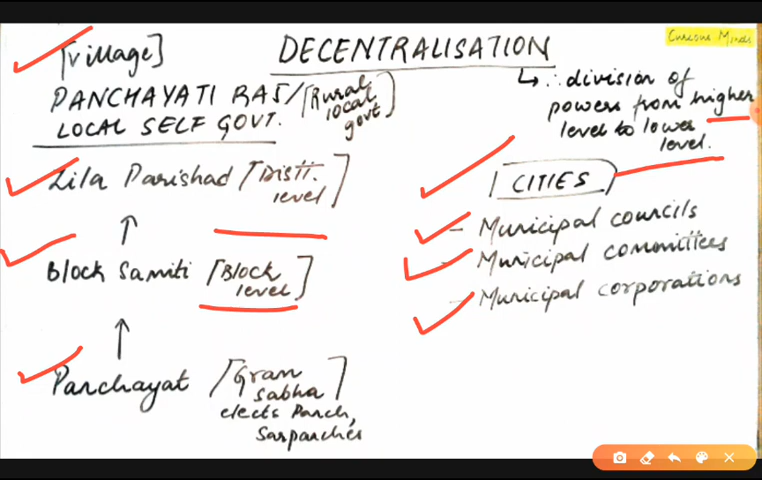 Curious Minds
DECENTRALISATION
↳ ∴ division of
powers from higher
level to lower
level.
[Village]
PANCHAYATI RAJ/[Rural
local
govt]
LOCAL SELF GOVT.
Zila Parishad [Distt.
level]
↑
Block Samiti [Block
level]
↑
Panchayat [Gram
sabha]
elects Panch,
Sarpanches
CITIES
- Municipal councils
- Municipal committees
- Municipal corporations